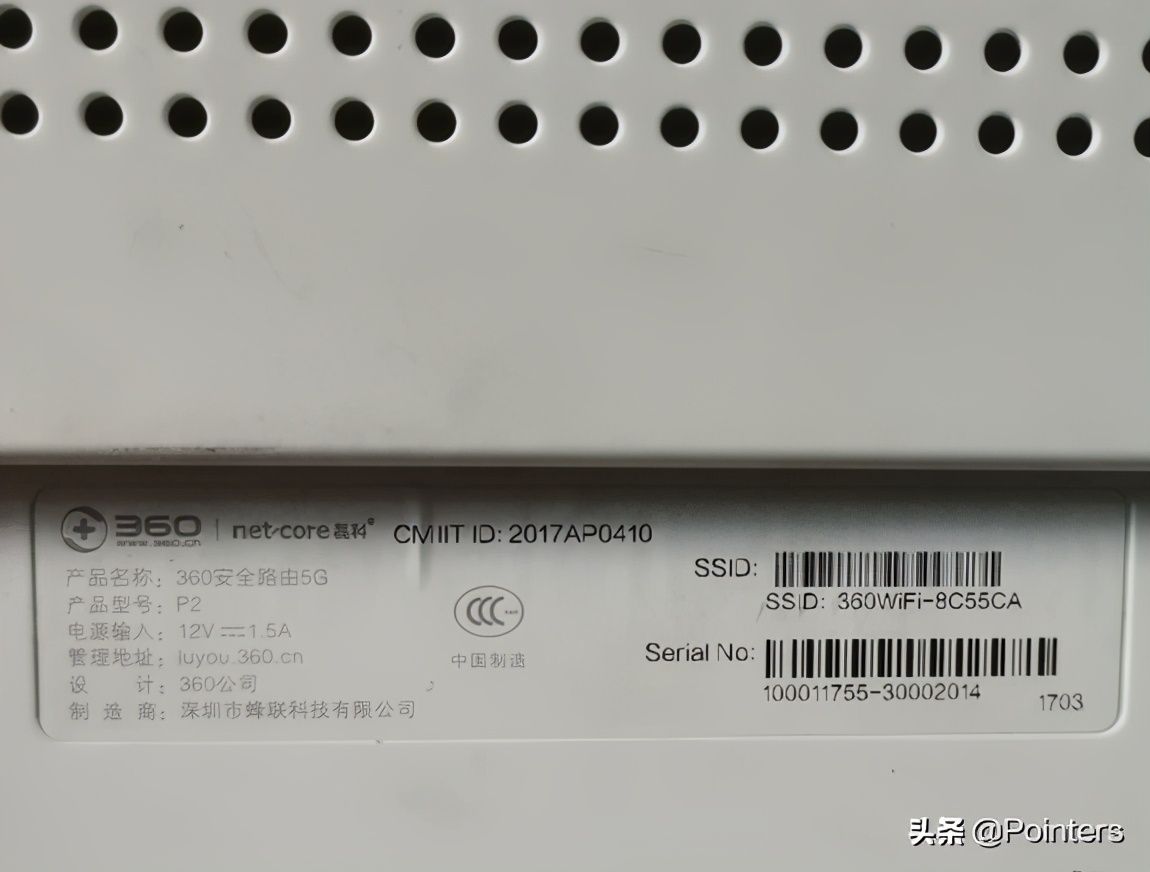 360 | net-core 磊科® CMIIT ID: 2017AP0410
www.360.cn
产品名称: 360安全路由5G
产品型号: P2
电源输入: 12V⎓1.5A
管理地址: luyou.360.cn
设 计: 360公司
制 造 商: 深圳市蜂联科技有限公司
CCC
中国制造
SSID:
SSID: 360WiFi-8C55CA
Serial No:
100011755-30002014
1703
头条 @Pointers